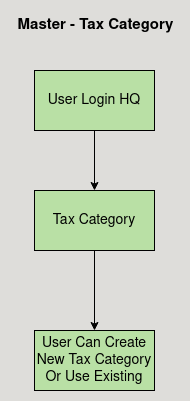 Master - Tax Category
User Login HQ
Tax Category
User Can Create
New Tax Category
Or Use Existing